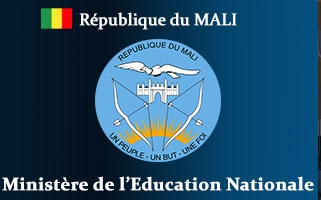 République du MALI
REPUBLIQUE DU MALI
UN PEUPLE - UN BUT - UNE FOI
Ministère de l'Education Nationale